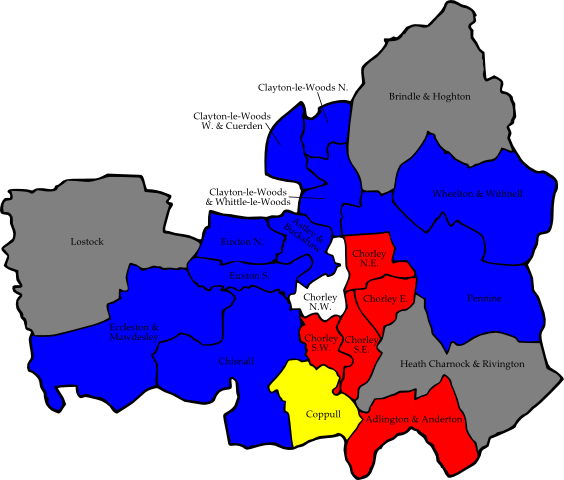 Clayton-le-Woods N.
Brindle & Hoghton
Clayton-le-Woods
W. & Cuerden
Clayton-le-Woods
& Whittle-le-Woods
Wheelton & Withnell
Lostock
Euxton N.
Astley &
Buckshaw
Chorley
N.E.
Euxton S.
Chorley E.
Pennine
Chorley
N.W.
Eccleston &
Mawdesley
Chorley
S.W.
Chorley
S.E.
Chisnall
Heath Charnock & Rivington
Coppull
Adlington & Anderton